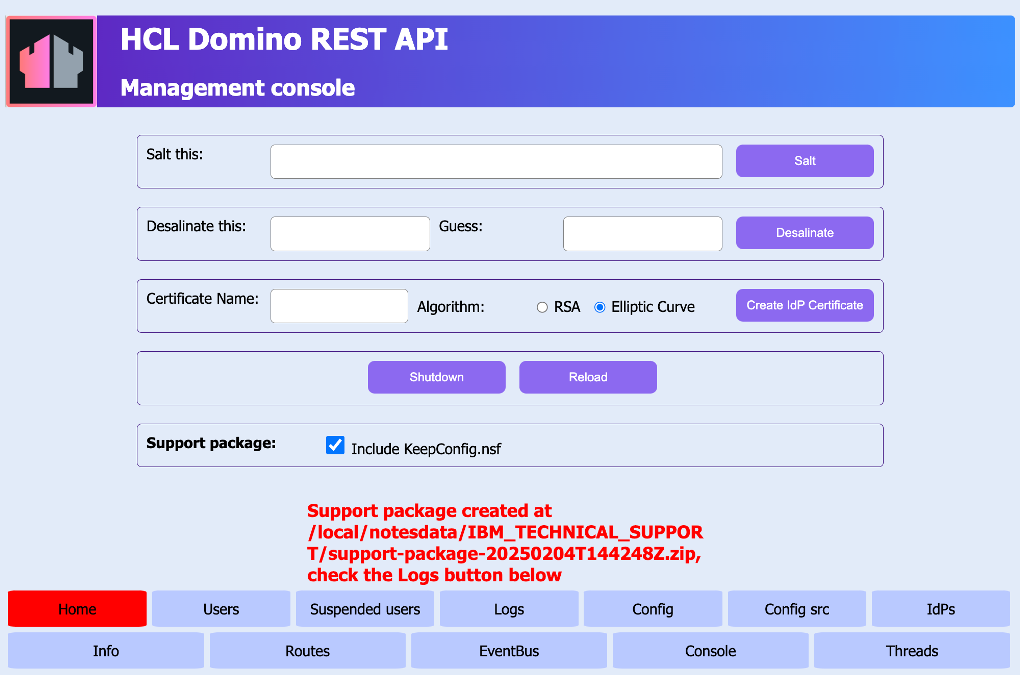 HCL Domino REST API
Management console
Salt this:
Salt
Desalinate this:
Guess:
Desalinate
Certificate Name:
Algorithm:
RSA
Elliptic Curve
Create IdP Certificate
Shutdown
Reload
Support package:
Include KeepConfig.nsf
Support package created at
/local/notesdata/IBM_TECHNICAL_SUPPOR
T/support-package-20250204T144248Z.zip,
check the Logs button below
Home
Users
Suspended users
Logs
Config
Config src
IdPs
Info
Routes
EventBus
Console
Threads